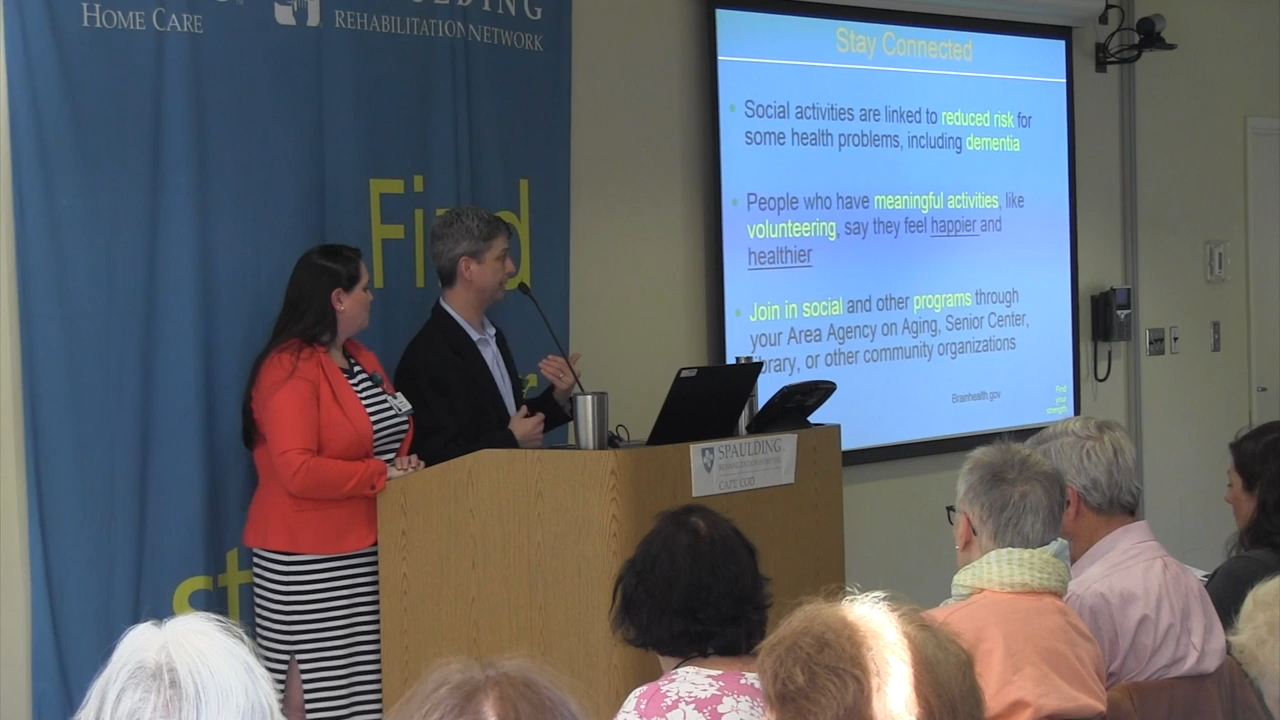 HOME CARE
REHABILITATION NETWORK
Find
st
Stay Connected
Social activities are linked to reduced risk for
some health problems, including dementia
People who have meaningful activities, like
volunteering, say they feel happier and
healthier
Join in social and other programs through
your Area Agency on Aging, Senior Center,
ibrary, or other community organizations
Brainhealth.gov
Find
your
strength
SPAULDING
REHABILITATION HOSPITAL
CAPE COD